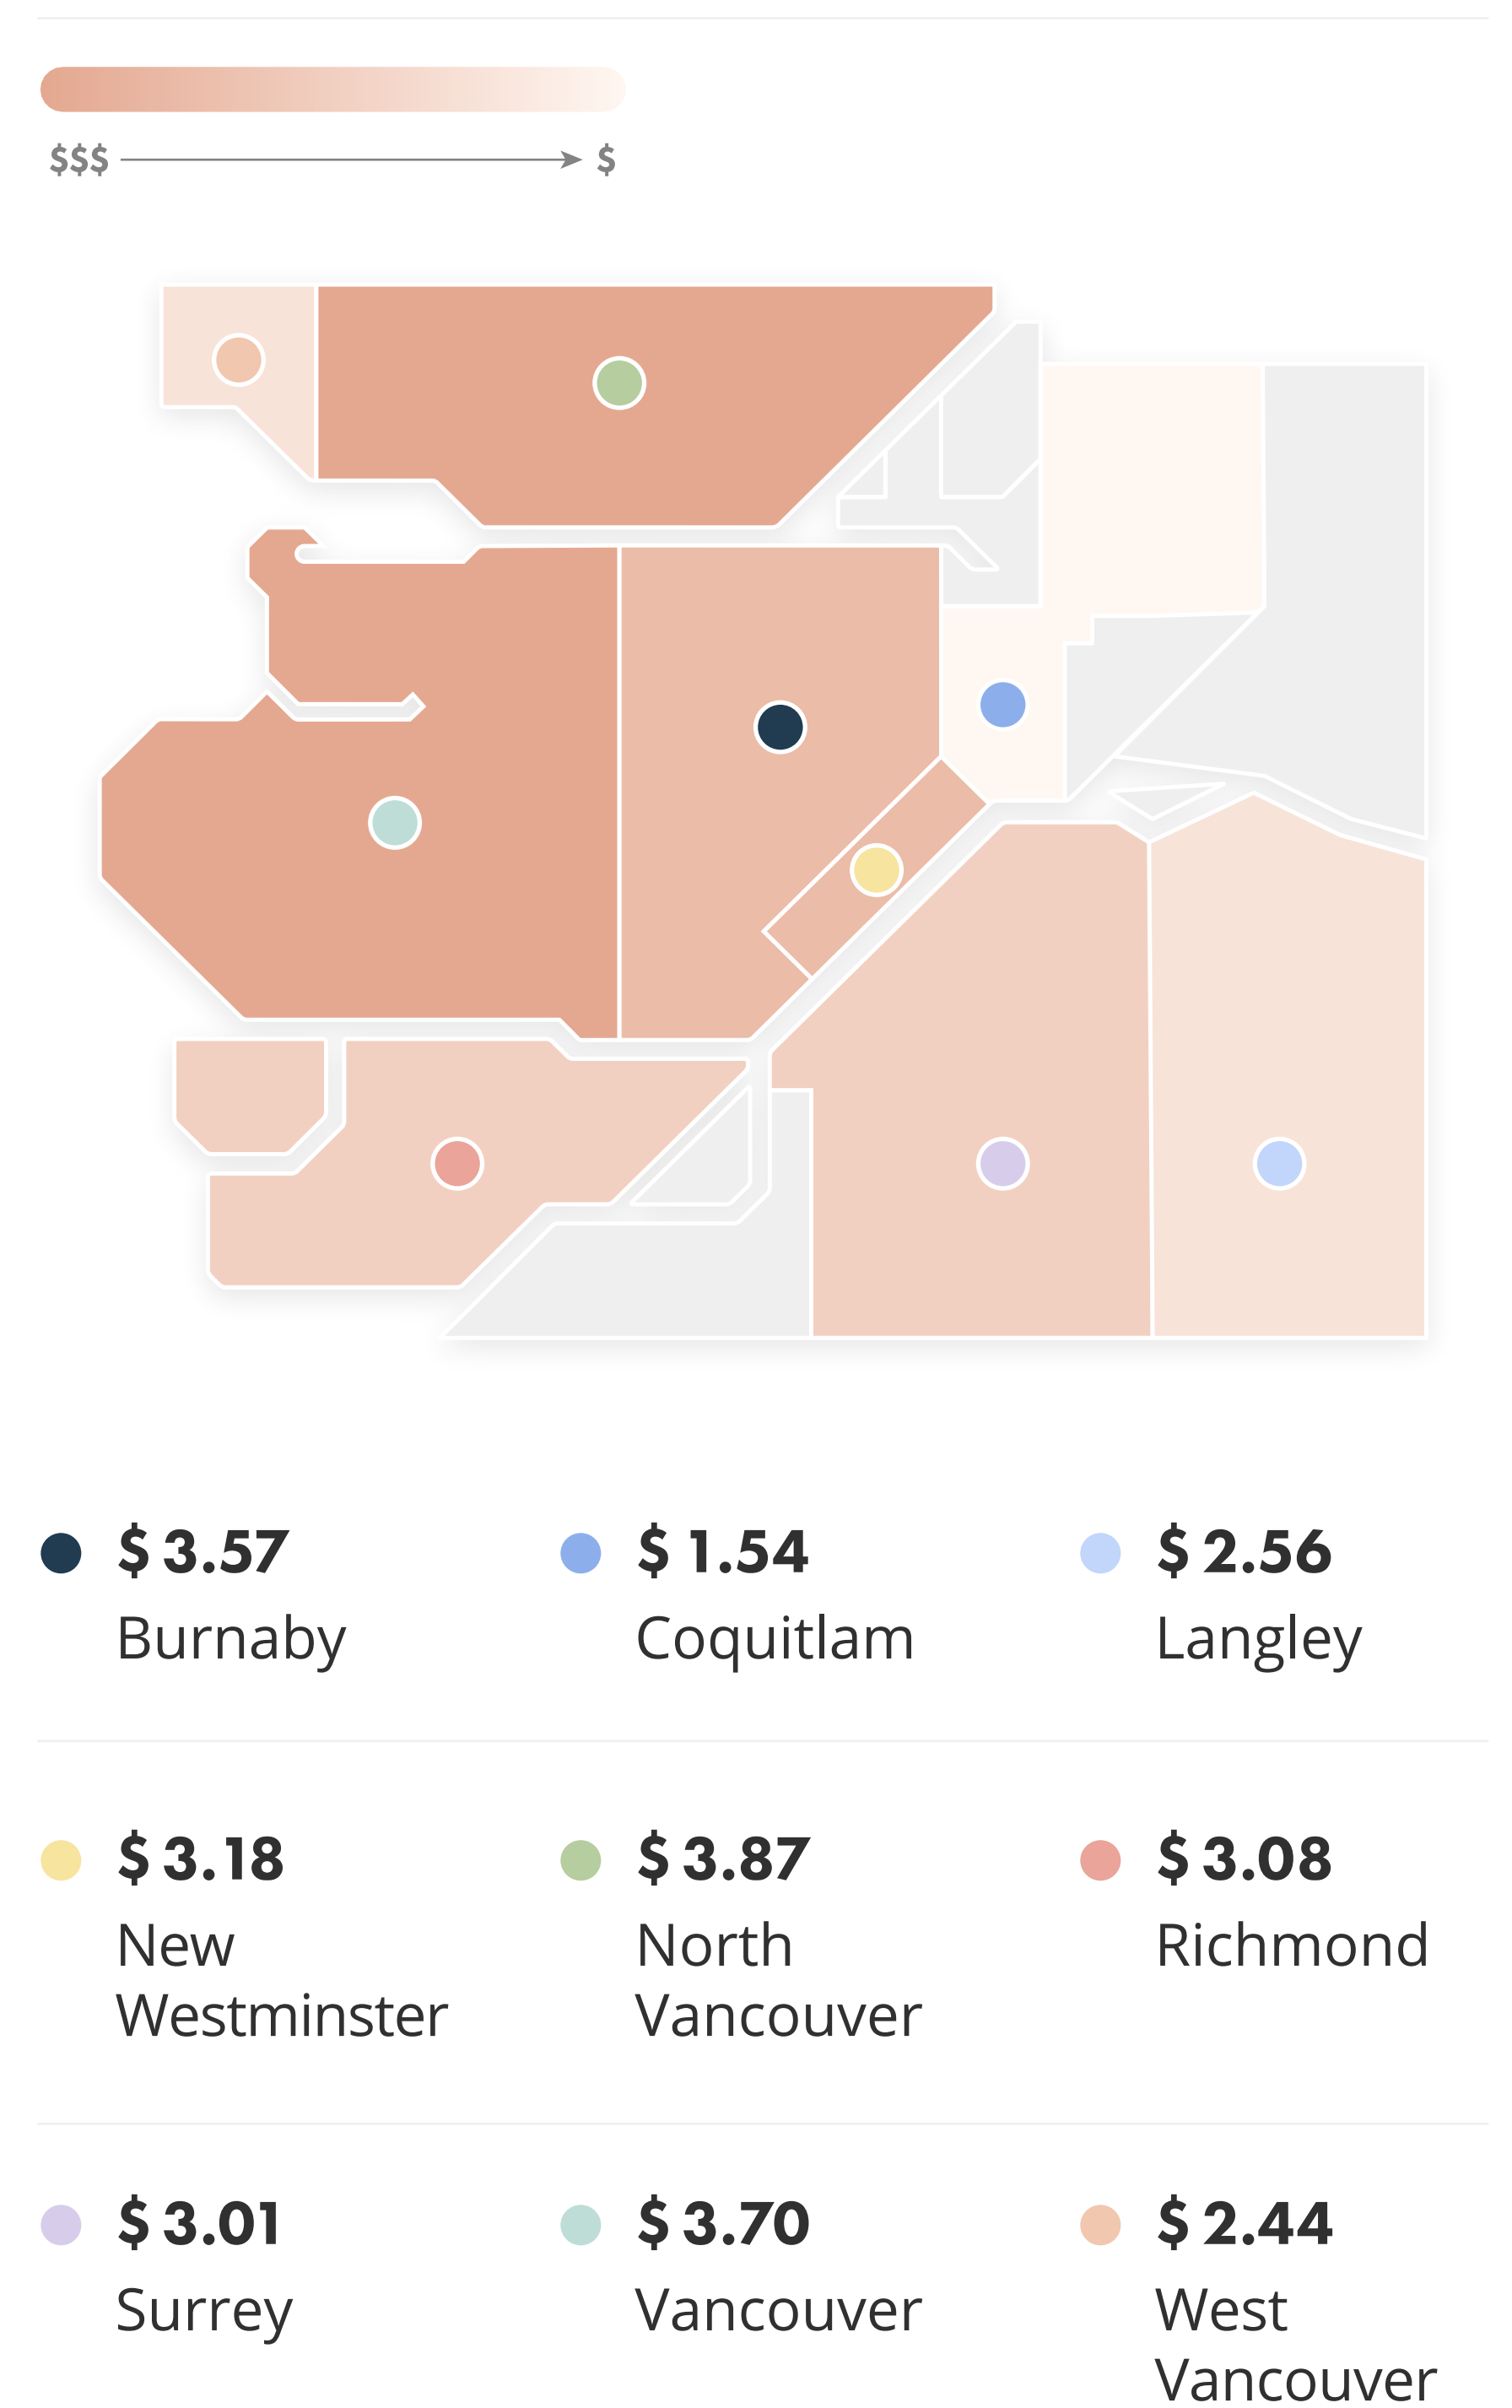 $$$ $
$ 3.57
Burnaby
$ 1.54
Coquitlam
$ 2.56
Langley
$ 3.18
New
Westminster
$ 3.87
North
Vancouver
$ 3.08
Richmond
$ 3.01
Surrey
$ 3.70
Vancouver
$ 2.44
West
Vancouver